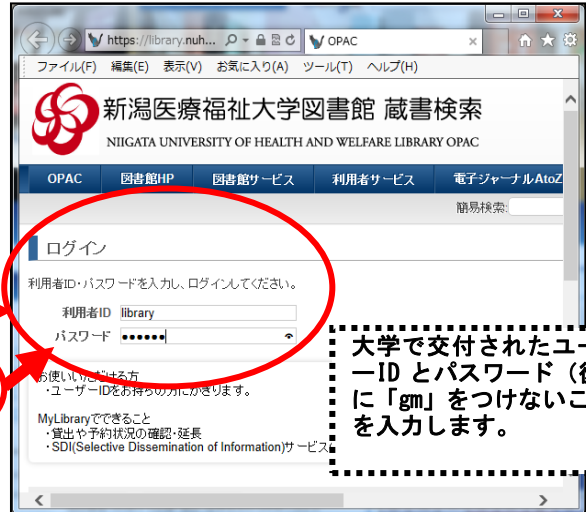 https://library.nuh...
OPAC
ファイル(F) 編集(E) 表示(V) お気に入り(A) ツール(T) ヘルプ(H)
新潟医療福祉大学図書館 蔵書検索
NIIGATA UNIVERSITY OF HEALTH AND WELFARE LIBRARY OPAC
OPAC 図書館HP 図書館サービス 利用者サービス 電子ジャーナルAtoZ
簡易検索:
ログイン
利用者ID・パスワードを入力し、ログインしてください。
利用者ID library
パスワード ●●●●●●
お使いいただける方
・ユーザーIDをお持ちの方にかぎります。
MyLibraryでできること
・貸出や予約状況の確認・延長
・SDI(Selective Dissemination of Information)サービス
大学で交付されたユー
ーID とパスワード（
に「gm」をつけないこ
を入力します。